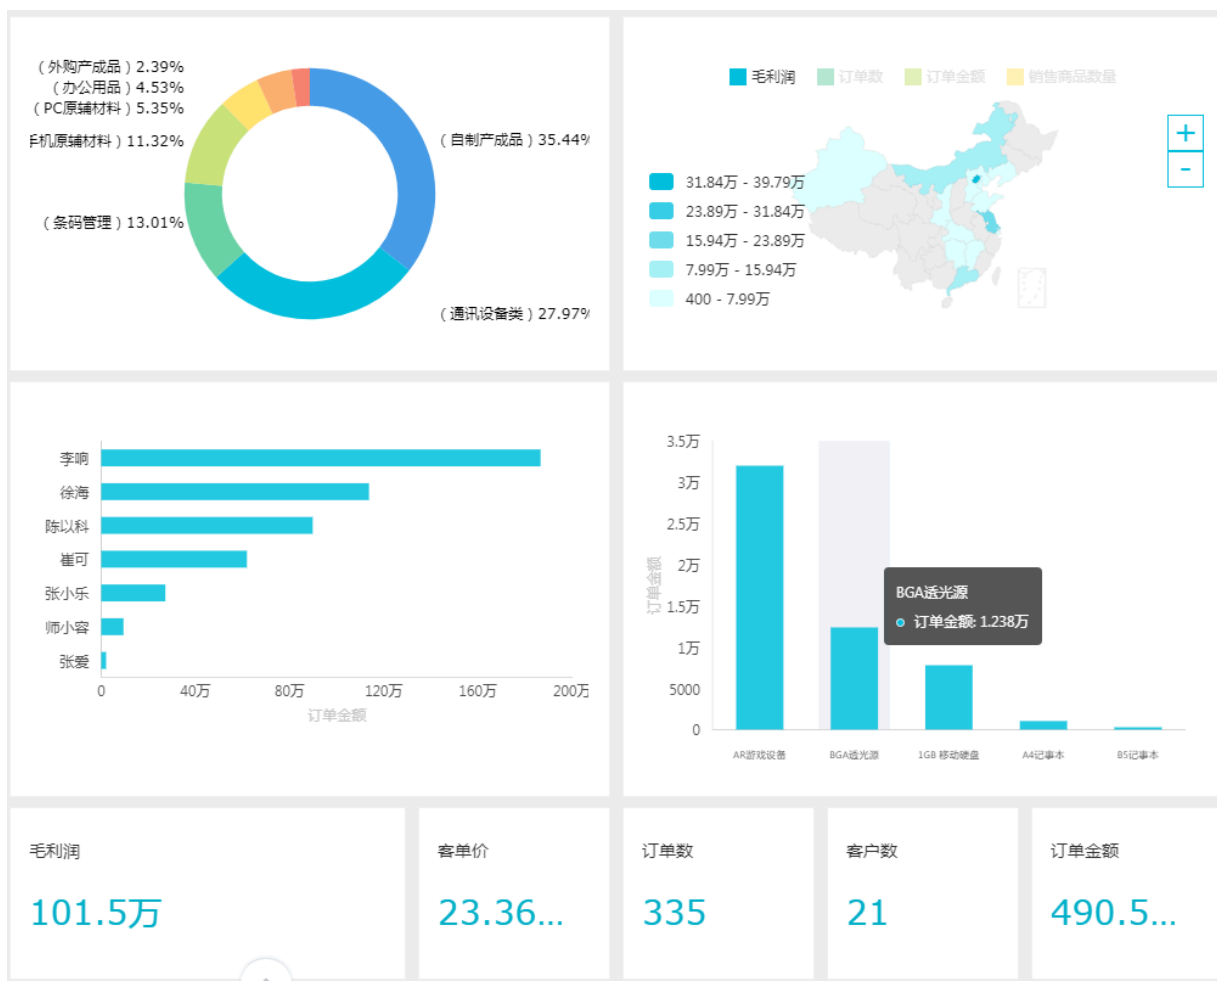 （外购产成品）2.39%
（办公用品）4.53%
（PC原辅材料）5.35%
手机原辅材料）11.32%
（条码管理）13.01%
（自制产成品）35.44%
（通讯设备类）27.97%
毛利润 订单数 订单金额 销售商品数量
31.84万 - 39.79万
23.89万 - 31.84万
15.94万 - 23.89万
7.99万 - 15.94万
400 - 7.99万
+
-
李响
徐海
陈以科
崔可
张小乐
师小容
张爱
0 40万 80万 120万 160万 200万
订单金额
3.5万
3万
2.5万
2万
1.5万
1万
5000
0
订单金额
BGA透光源
订单金额: 1.238万
AR游戏设备 BGA透光源 1GB 移动硬盘 A4记事本 B5记事本
毛利润
101.5万
客单价
23.36...
订单数
335
客户数
21
订单金额
490.5...